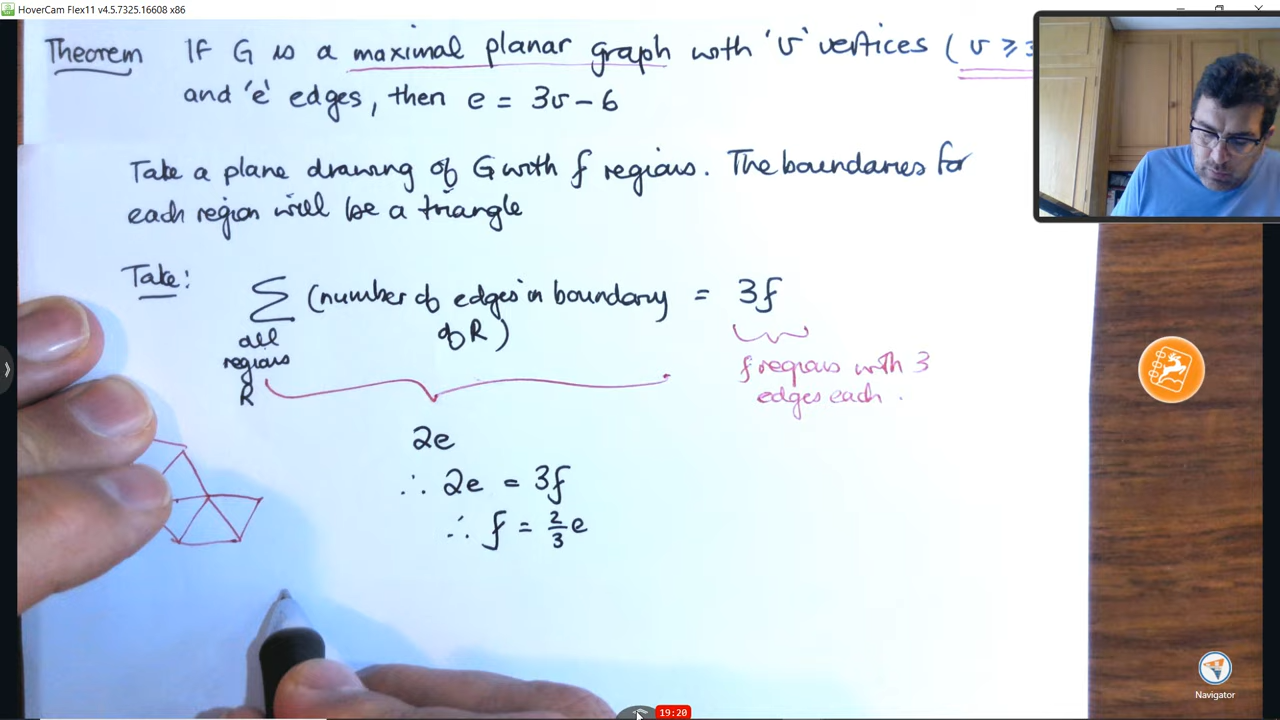 HoverCam Flex11 v4.5.7325.16608 x86
Theorem If G is a maximal planar graph with 'v' vertices (v ≥ 3
and 'e' edges, then e = 3v - 6
Take a plane drawing of G with f regions. The boundaries for
each region will be a triangle
Take:
∑ (number of edges in boundary = 3f
all of R)
regions
R
f regions with 3
edges each.
2e
∴ 2e = 3f
∴ f = 2/3 e
Navigator
19:20